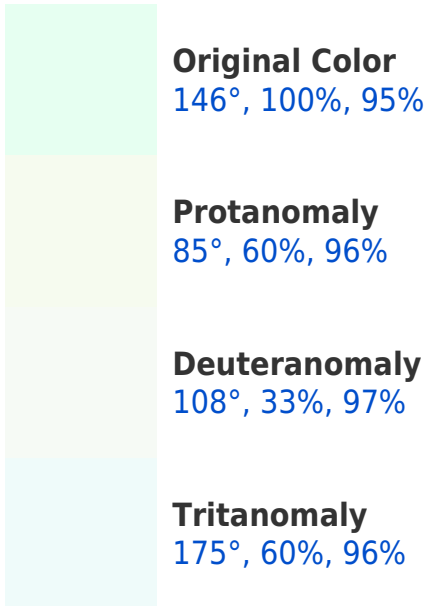 Original Color
146°, 100%, 95%
Protanomaly
85°, 60%, 96%
Deuteranomaly
108°, 33%, 97%
Tritanomaly
175°, 60%, 96%